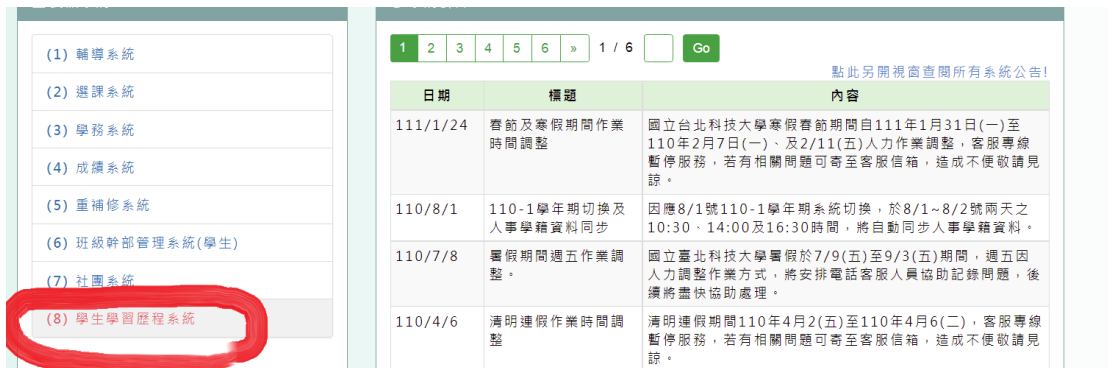 (1) 輔導系統
(2) 選課系統
(3) 學務系統
(4) 成績系統
(5) 重補修系統
(6) 班級幹部管理系統(學生)
(7) 社團系統
(8) 學生學習歷程系統
1 2 3 4 5 6 » 1 / 6 Go
點此另開視窗查閱所有系統公告!
日期 標題 內容
111/1/24 春節及寒假期間作業 國立台北科技大學寒假春節期間自111年1月31日(一)至
時間調整 110年2月7日(一)、及2/11(五)人力作業調整，客服專線
暫停服務，若有相關問題可寄至客服信箱，造成不便敬請見
諒。
110/8/1 110-1學年期切換及 因應8/1號110-1學年期系統切換，於8/1~8/2號兩天之
人事學籍資料同步 10:30、14:00及16:30時間，將自動同步人事學籍資料。
110/7/8 暑假期間週五作業調 國立臺北科技大學暑假於7/9(五)至9/3(五)期間，週五因
整。 人力調整作業方式，將安排電話客服人員協助記錄問題，後
續將盡快協助處理。
110/4/6 清明連假作業時間調 清明連假期間110年4月2(五)至110年4月6(二)，客服專線
整 暫停服務，若有相關問題可寄至客服信箱，造成不便敬請見
諒。